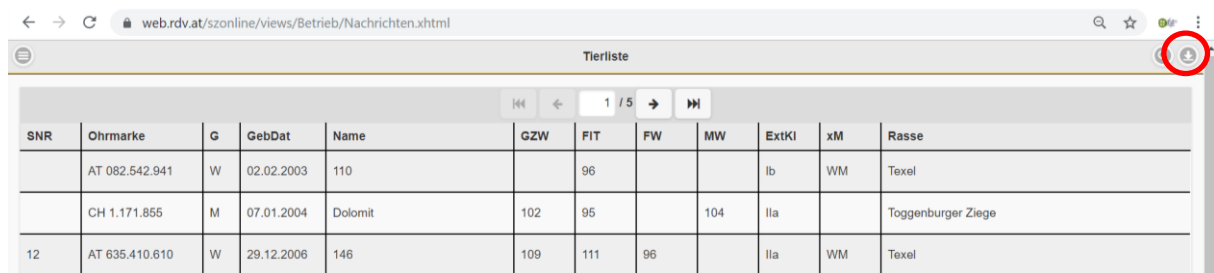 web.rdv.at/szonline/views/Betrieb/Nachrichten.xhtml
Tierliste
1 / 5
SNR Ohrmarke G GebDat Name GZW FIT FW MW ExtKl xM Rasse
AT 082.542.941 W 02.02.2003 110 96 Ib WM Texel
CH 1.171.855 M 07.01.2004 Dolomit 102 95 104 IIa Toggenburger Ziege
12 AT 635.410.610 W 29.12.2006 146 109 111 96 IIa WM Texel